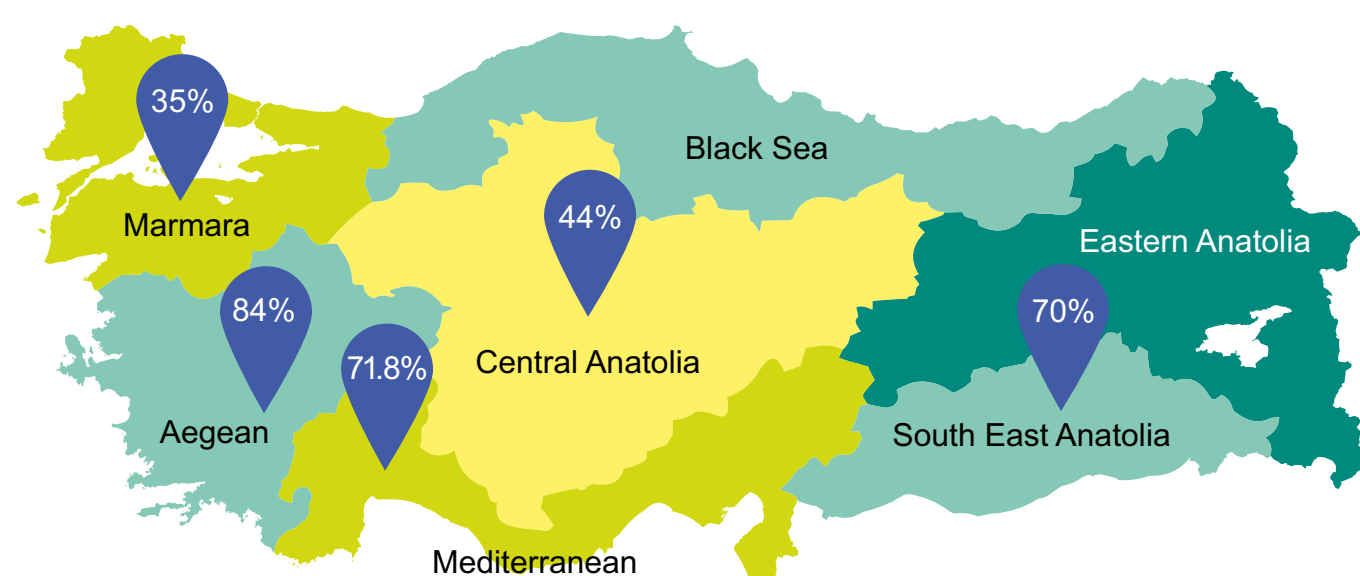 35%
Black Sea
Marmara
44%
Eastern Anatolia
84%
70%
71.8%
Central Anatolia
Aegean
South East Anatolia
Mediterranean